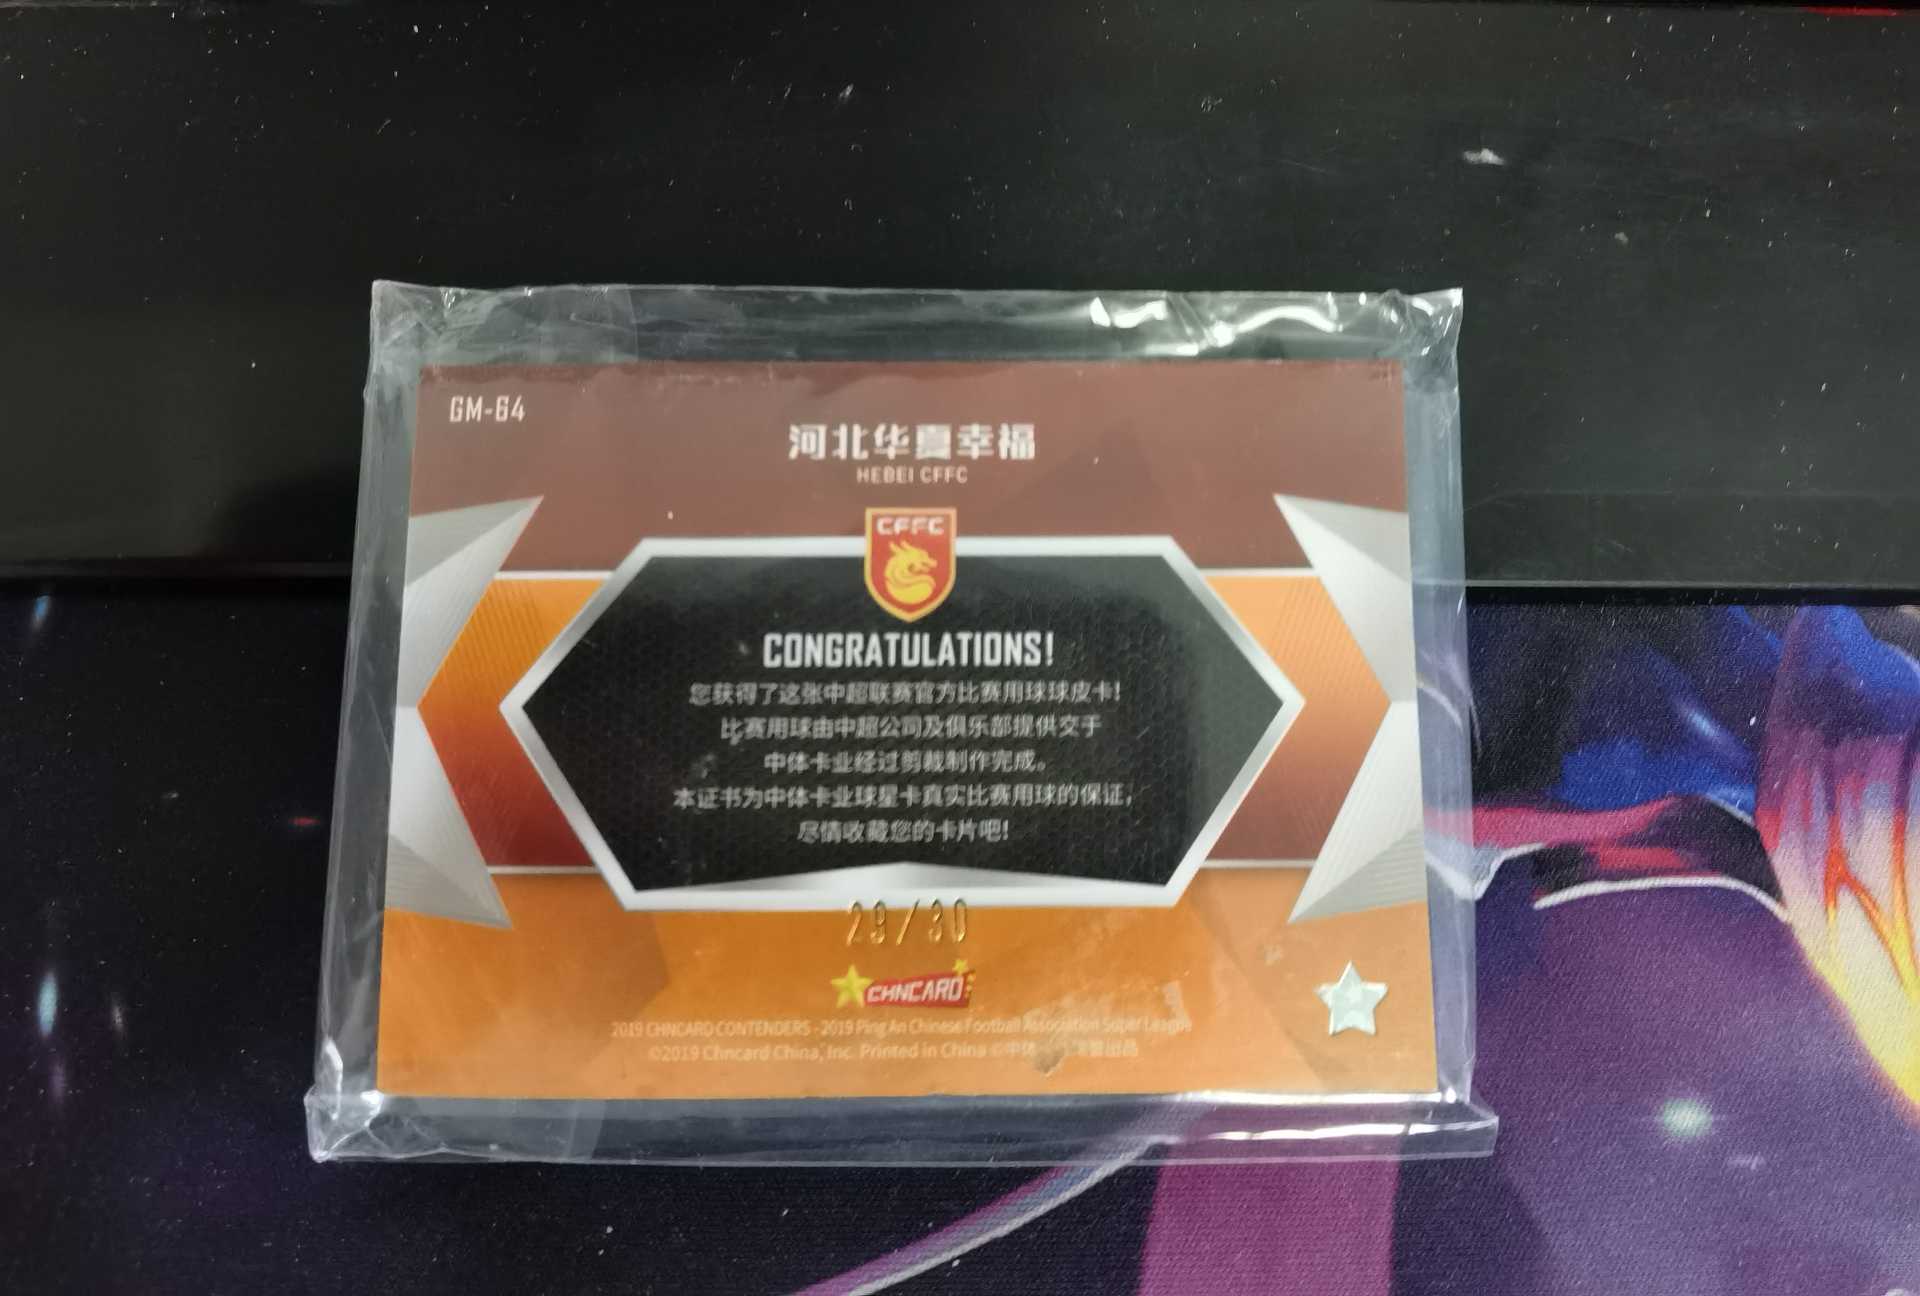 GM-64
河北华夏幸福
HEBEI CFFC
CFFC
CONGRATULATIONS!
您获得了这张中超联赛官方比赛用球球皮卡!
比赛用球由中超公司及俱乐部提供交于
中体卡业经过剪裁制作完成。
本证书为中体卡业球星卡真实比赛用球的保证,
尽情收藏您的卡片吧!
29/30
CHNCARD
2019 CHNCARD CONTENDERS - 2019 Ping An Chinese Football Association Super League
©2019 Chncard China, Inc. Printed in China ©中体